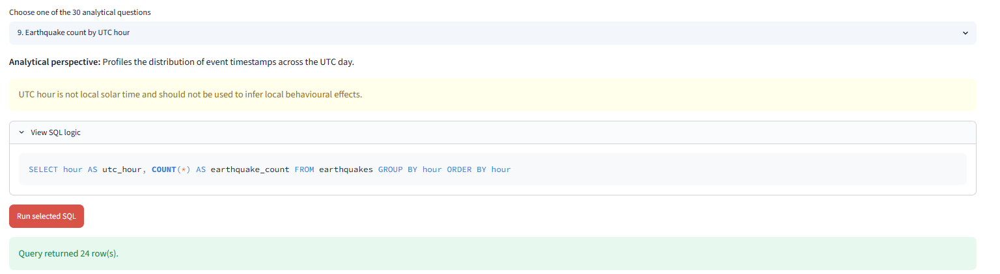 Choose one of the 30 analytical questions
9. Earthquake count by UTC hour
Analytical perspective: Profiles the distribution of event timestamps across the UTC day.
UTC hour is not local solar time and should not be used to infer local behavioural effects.
View SQL logic
SELECT hour AS utc_hour, COUNT(*) AS earthquake_count FROM earthquakes GROUP BY hour ORDER BY hour
Run selected SQL
Query returned 24 row(s).